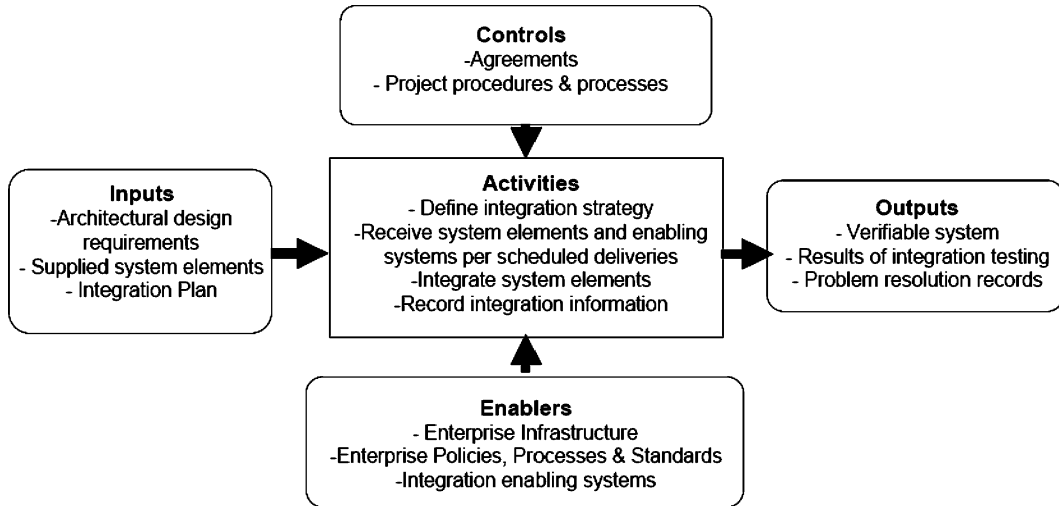 Controls
-Agreements
- Project procedures & processes
Inputs
-Architectural design
requirements
- Supplied system elements
- Integration Plan
Activities
- Define integration strategy
-Receive system elements and enabling
systems per scheduled deliveries
-Integrate system elements
-Record integration information
Outputs
- Verifiable system
- Results of integration testing
- Problem resolution records
Enablers
- Enterprise Infrastructure
-Enterprise Policies, Processes & Standards
-Integration enabling systems